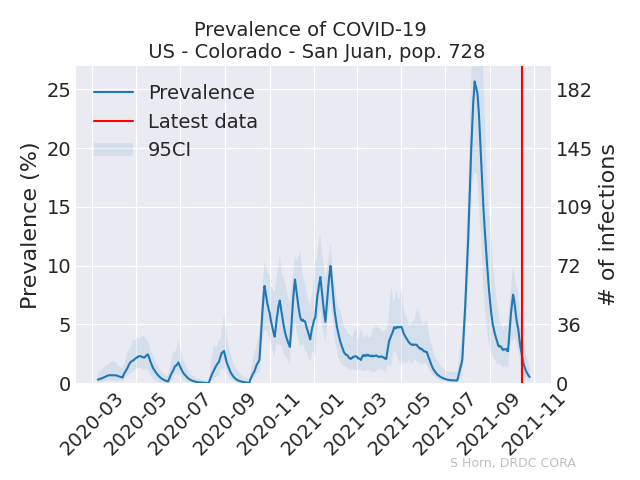 Prevalence of COVID-19
US - Colorado - San Juan, pop. 728
Prevalence
Latest data
95CI
Prevalence (%)
25
20
15
10
5
0
182
145
109
72
36
0
# of infections
2020-03
2020-05
2020-07
2020-09
2020-11
2021-01
2021-03
2021-05
2021-07
2021-09
2021-11
S Horn, DRDC CORA